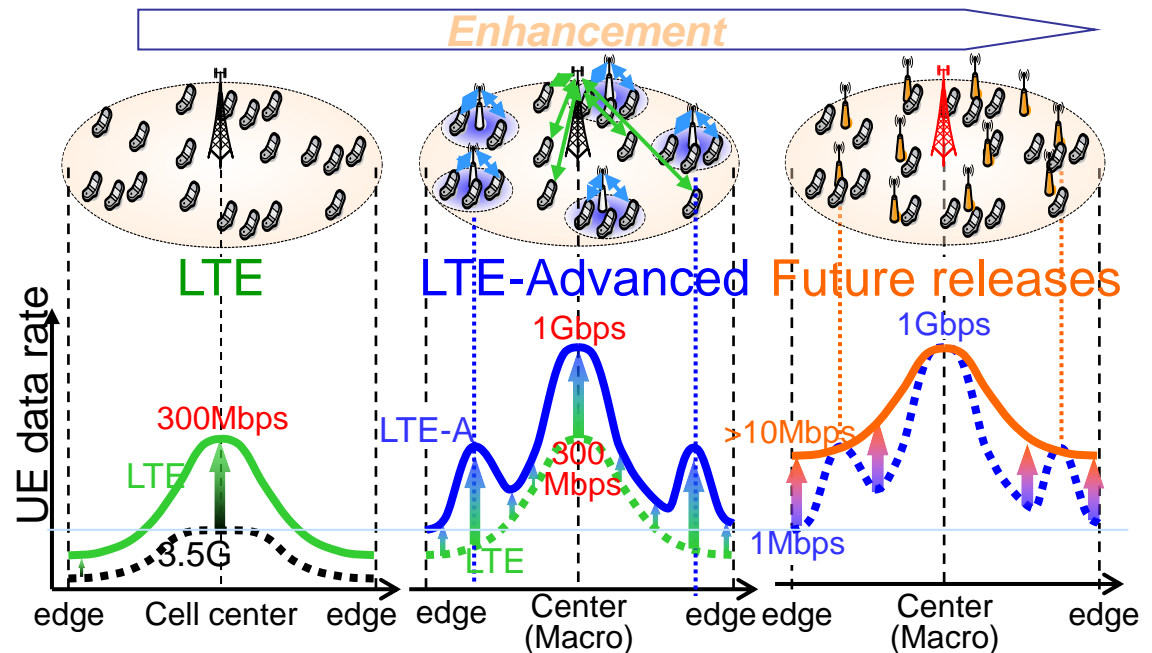 Enhancement
LTE
LTE-Advanced
Future releases
UE data rate
300Mbps
LTE
3.5G
edge
Cell center
edge
1Gbps
LTE-A
300
Mbps
LTE
edge
Center
(Macro)
edge
1Gbps
>10Mbps
1Mbps
edge
Center
(Macro)
edge